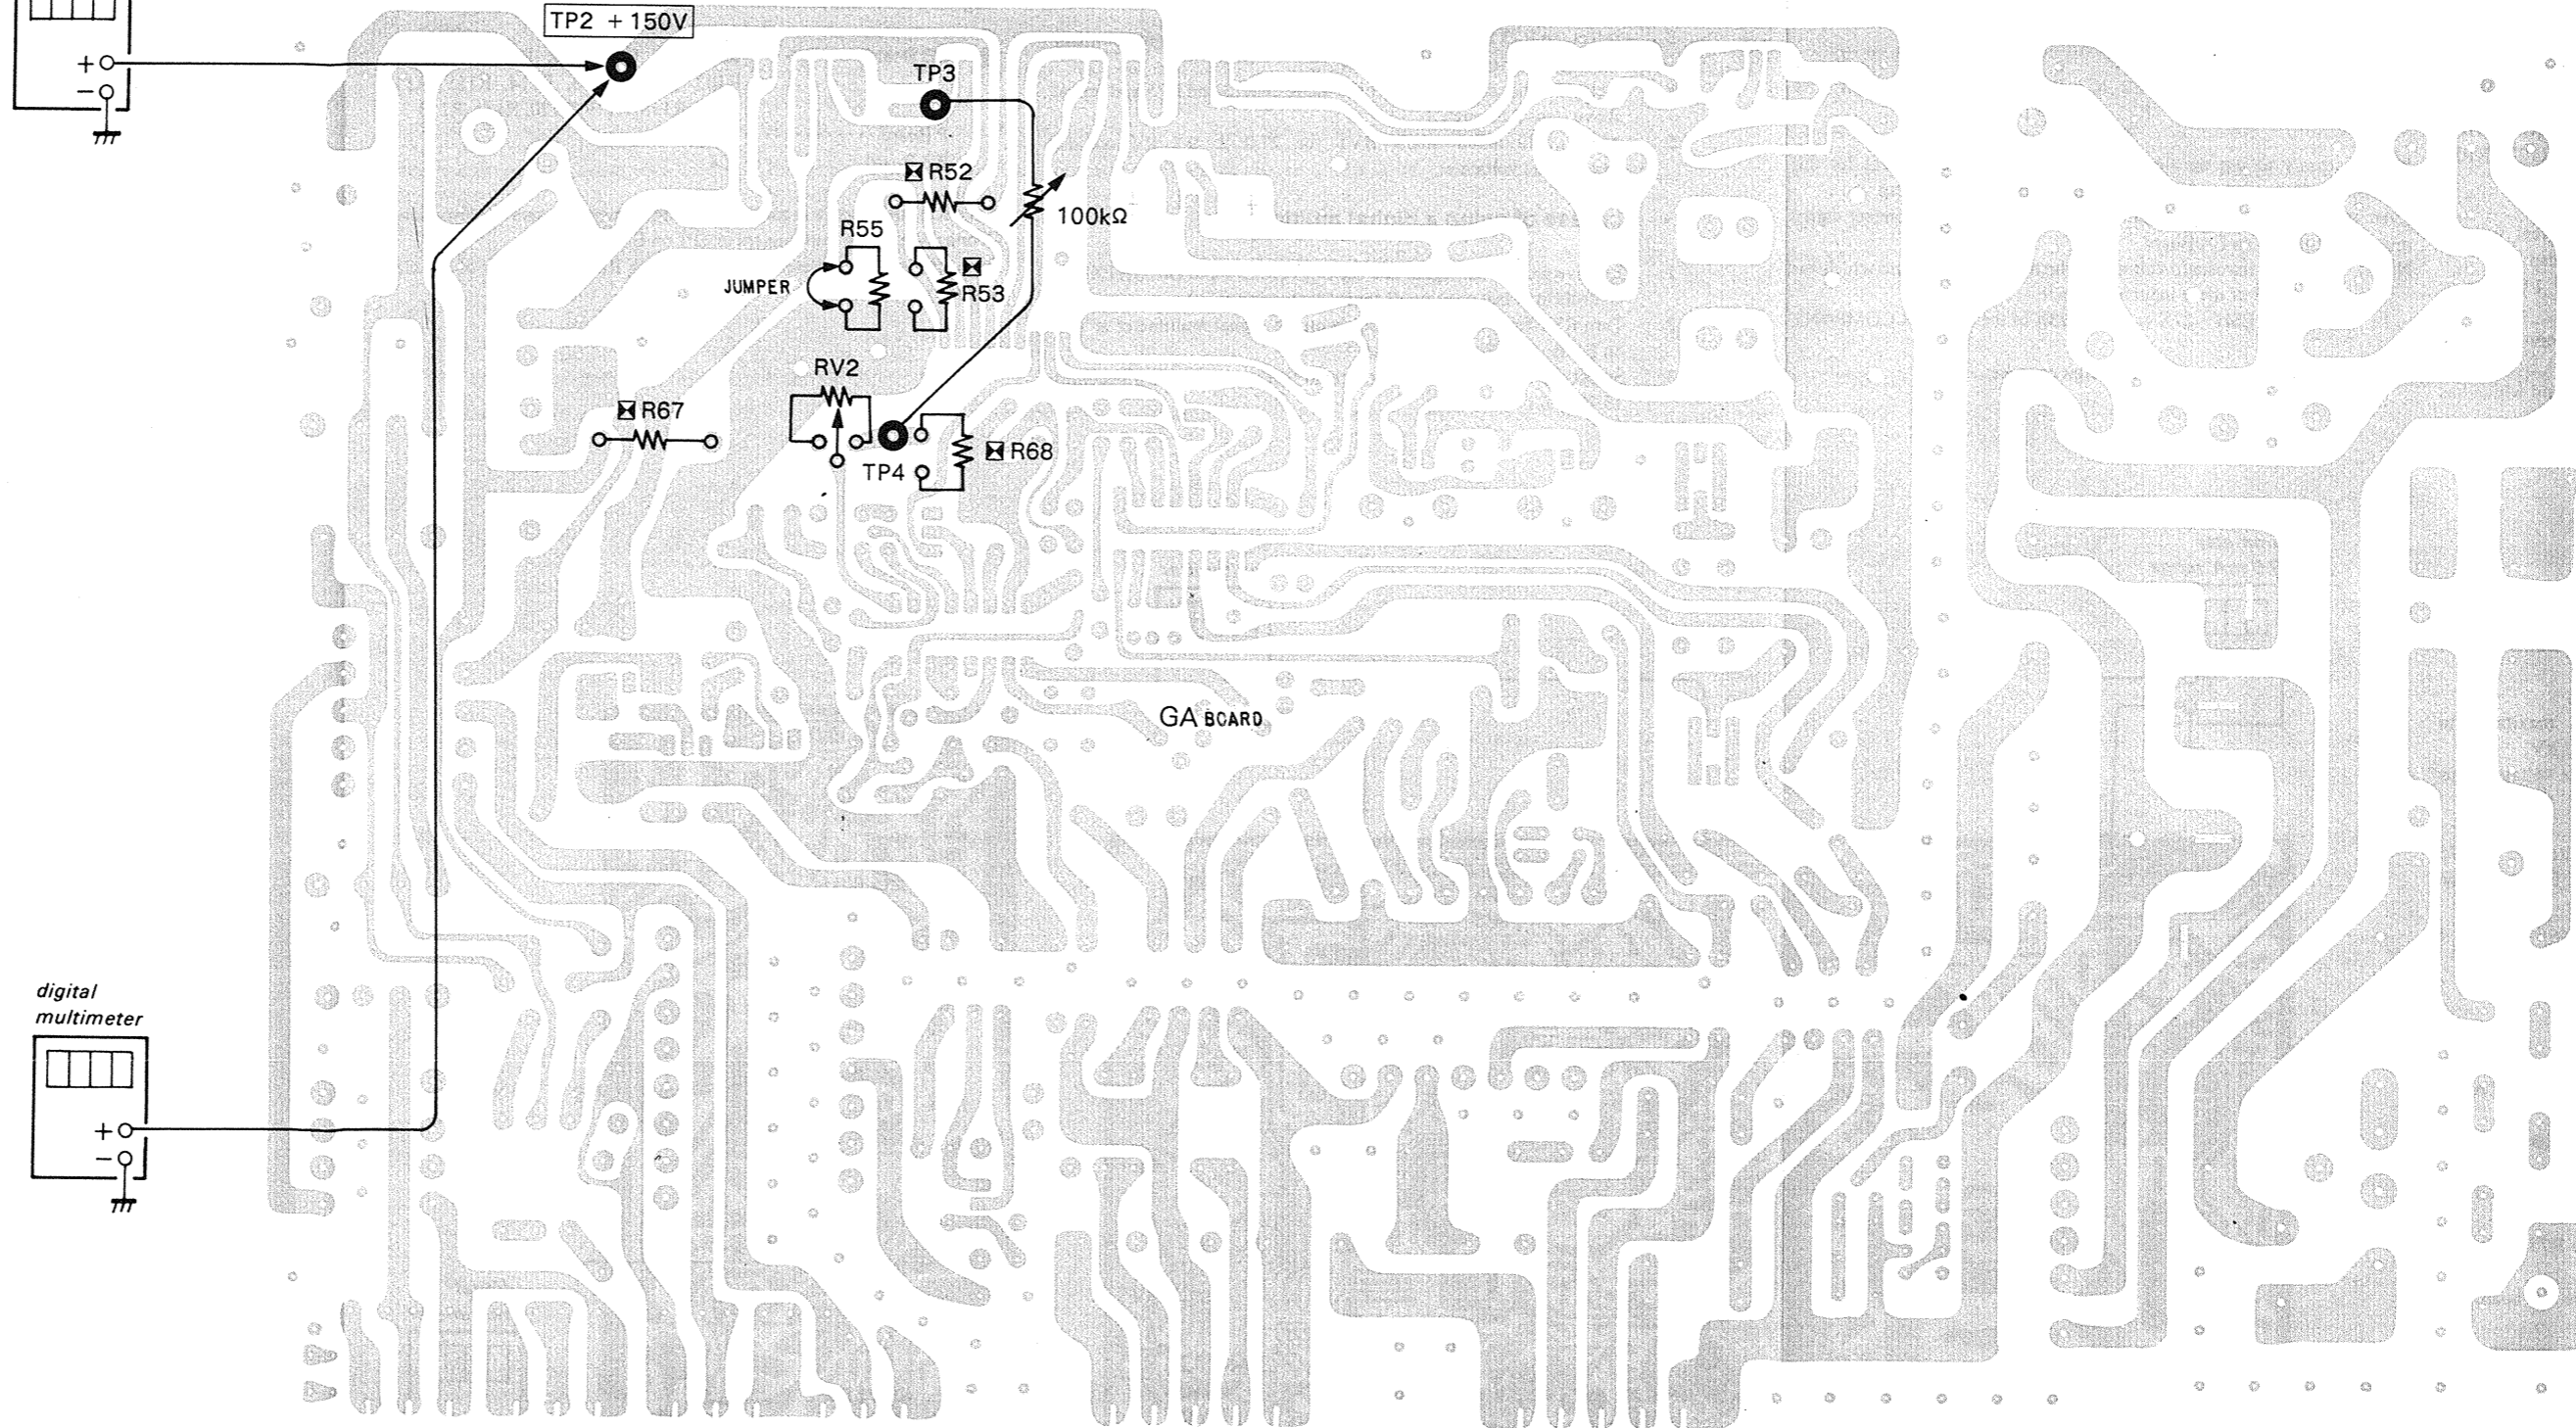 TP2 + 150V
+
−
TP3
R52
100kΩ
R55
JUMPER
R53
RV2
R67
TP4
R68
GA BOARD
digital
multimeter
+
−